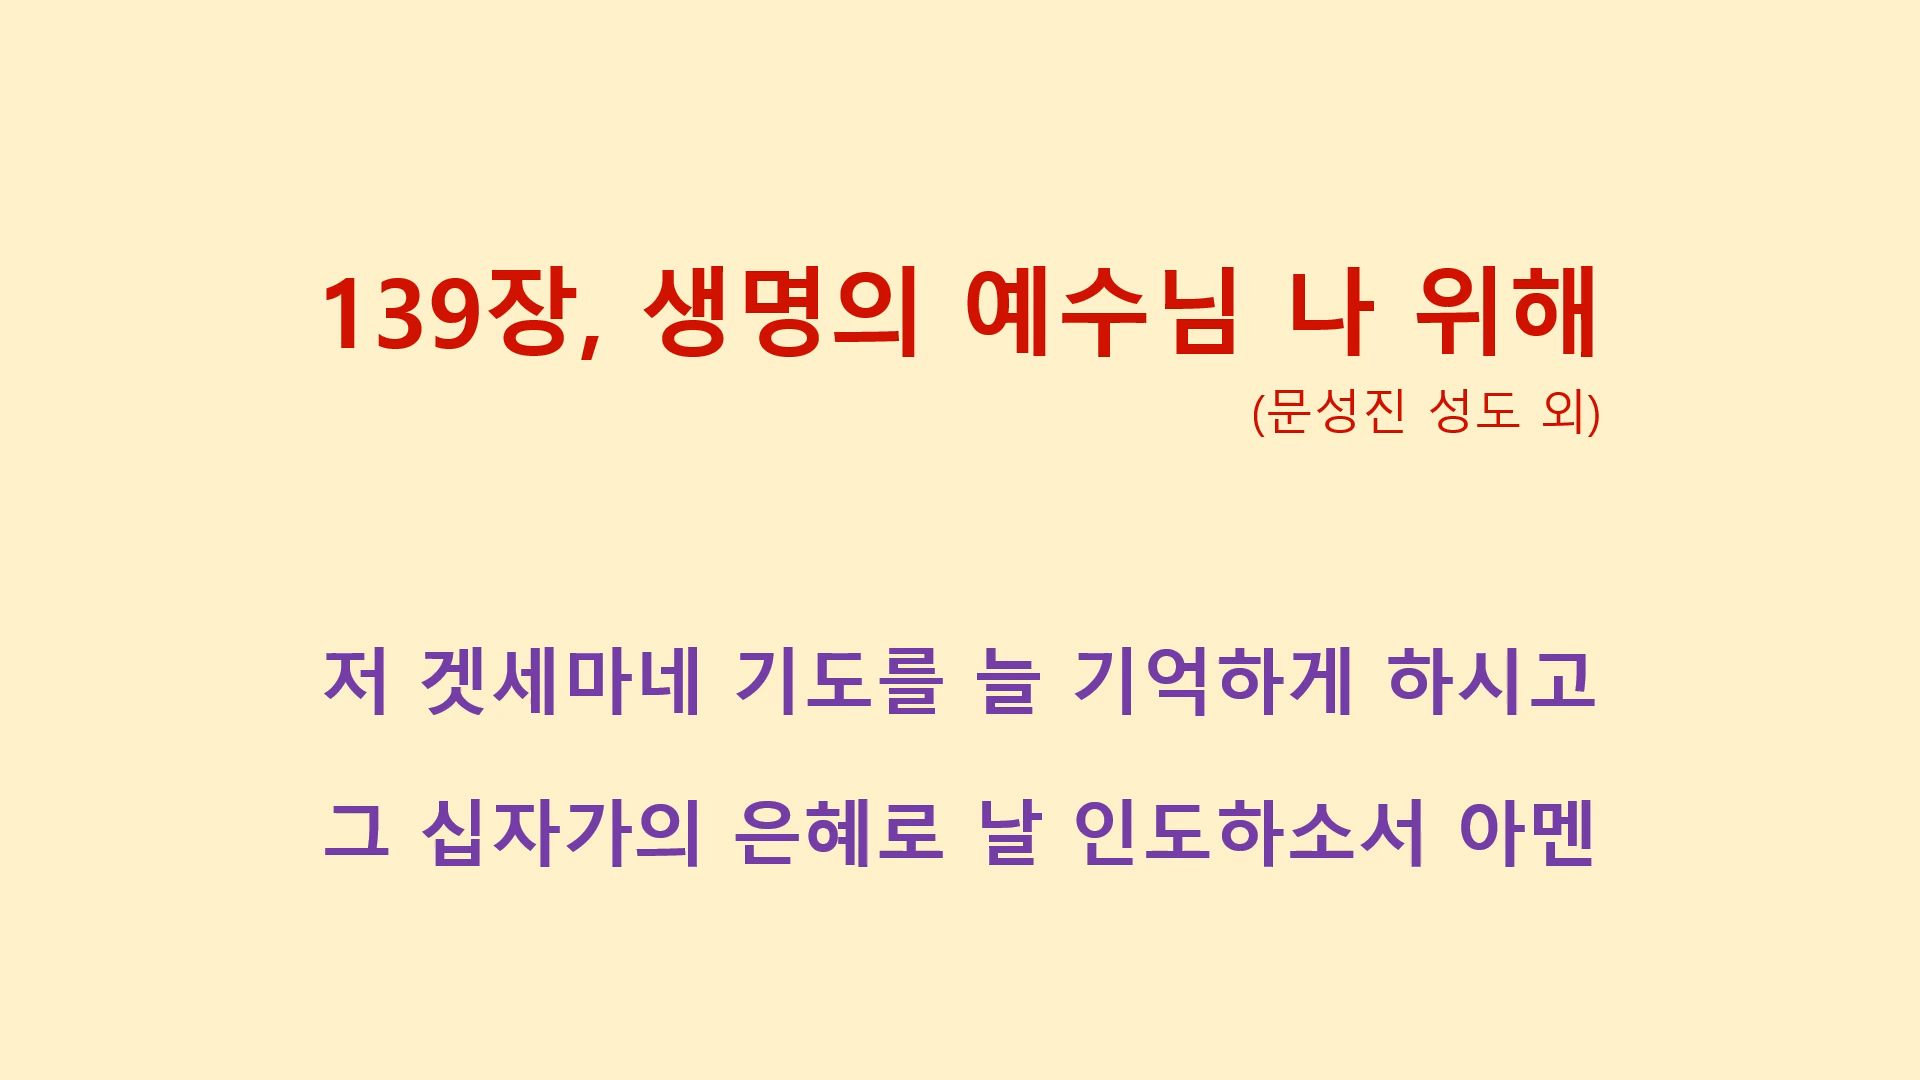 139장, 생명의 예수님 나 위해
(문성진 성도 외)
저 겟세마네 기도를 늘 기억하게 하시고
그 십자가의 은혜로 날 인도하소서 아멘